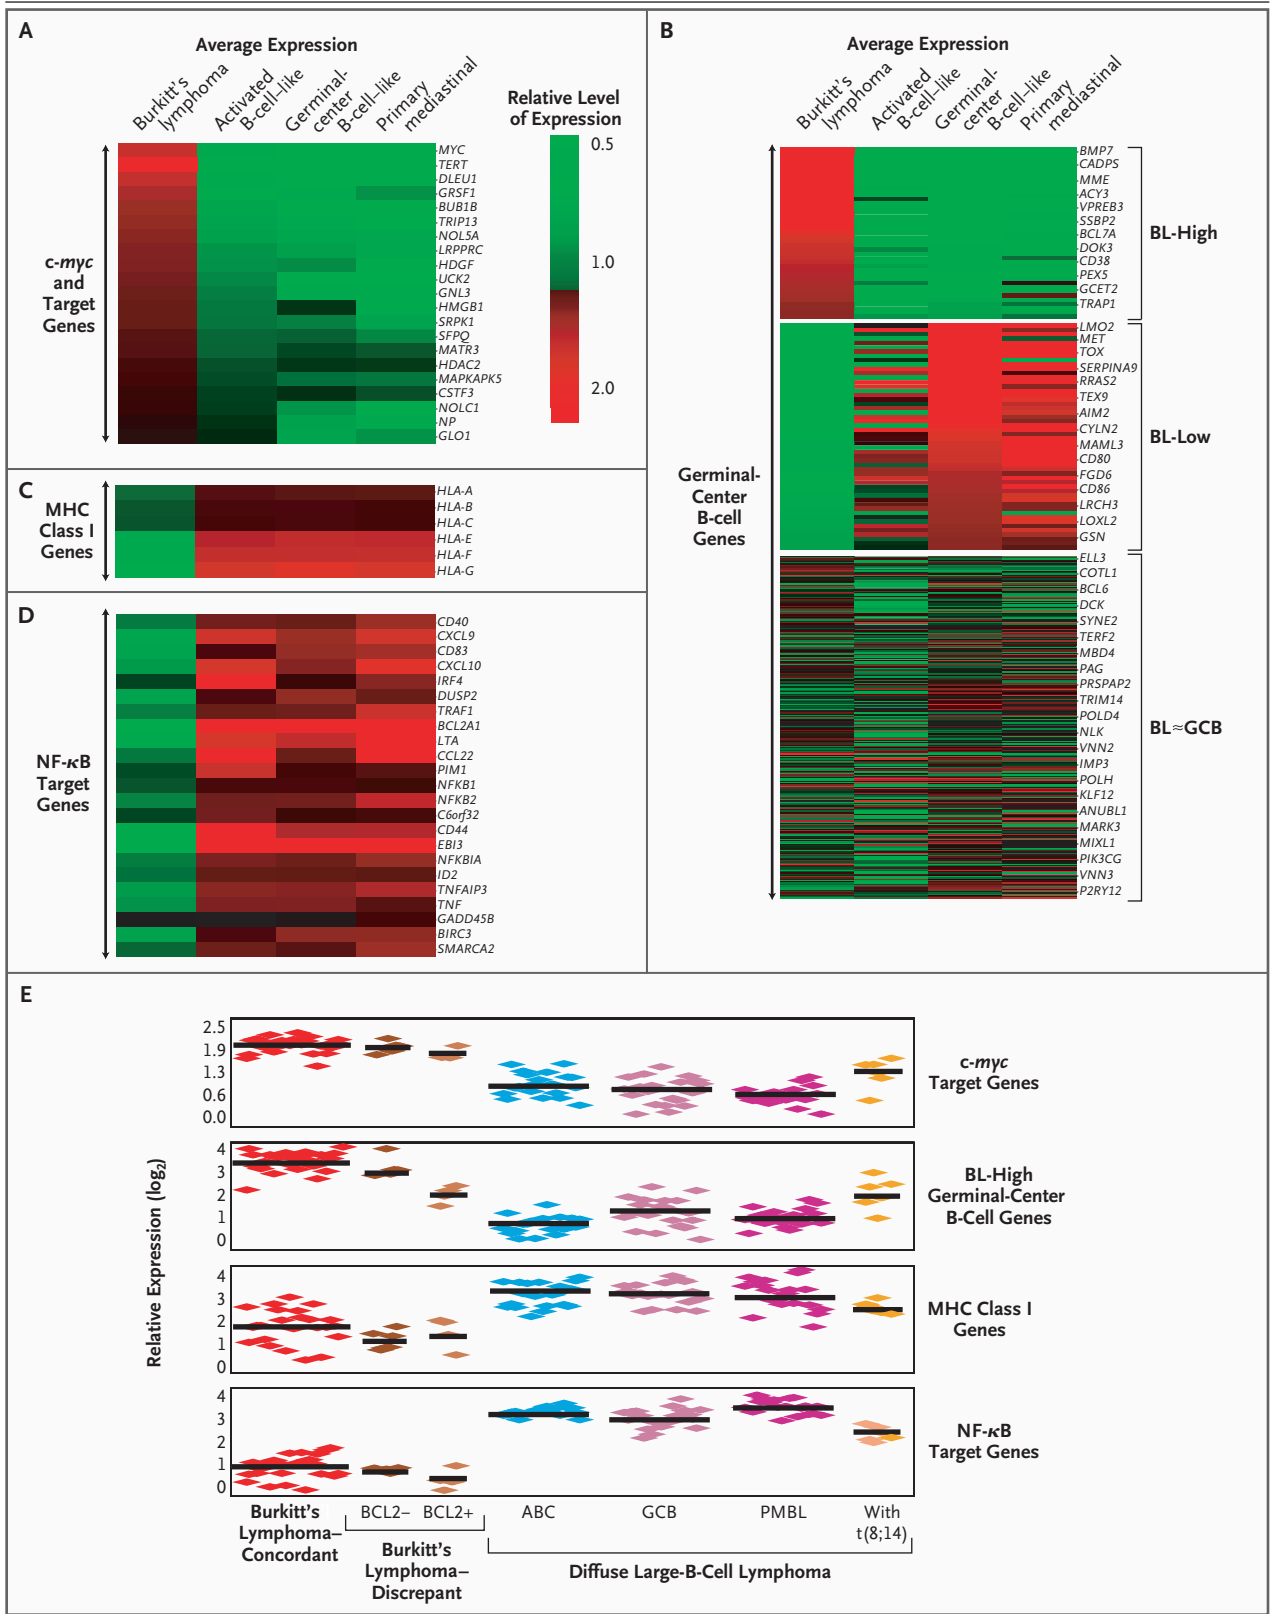 A
Average Expression
Burkitt's
lymphoma
Activated
B-cell–like
Germinal-
center
B-cell–like
Primary
mediastinal
Relative Level
of Expression
0.5
1.0
2.0
c-myc
and
Target
Genes
MYC
TERT
DLEU1
GRSF1
BUB1B
TRIP13
NOL5A
LRPPRC
HDGF
UCK2
GNL3
HMGB1
SRPK1
SFPQ
MATR3
HDAC2
MAPKAPK5
CSTF3
NOLC1
NP
GLO1
B
Average Expression
Burkitt's
lymphoma
Activated
B-cell–like
Germinal-
center
B-cell–like
Primary
mediastinal
Germinal-
Center
B-cell
Genes
BMP7
CADPS
MME
ACY3
VPREB3
SSBP2
BCL7A
DOK3
CD38
PEX5
GCET2
TRAP1
BL-High
LMO2
MET
TOX
SERPINA9
RRAS2
TEX9
AIM2
CYLN2
MAML3
CD80
FGD6
CD86
LRCH3
LOXL2
GSN
BL-Low
ELL3
COTL1
BCL6
DCK
SYNE2
TERF2
MBD4
PAG
PRSPAP2
TRIM14
POLD4
NLK
VNN2
IMP3
POLH
KLF12
ANUBL1
MARK3
MIXL1
PIK3CG
VNN3
P2RY12
BL≈GCB
C
MHC
Class I
Genes
HLA-A
HLA-B
HLA-C
HLA-E
HLA-F
HLA-G
D
NF-κB
Target
Genes
CD40
CXCL9
CD83
CXCL10
IRF4
DUSP2
TRAF1
BCL2A1
LTA
CCL22
PIM1
NFKB1
NFKB2
C6orf32
CD44
EBI3
NFKBIA
ID2
TNFAIP3
TNF
GADD45B
BIRC3
SMARCA2
E
Relative Expression (log2)
2.5
1.9
1.3
0.6
0.0
c-myc
Target Genes
4
3
2
1
0
BL-High
Germinal-Center
B-Cell Genes
4
3
2
1
0
MHC Class I
Genes
4
3
2
1
0
NF-κB
Target Genes
Burkitt's
Lymphoma–
Concordant
BCL2–
BCL2+
Burkitt's
Lymphoma–
Discrepant
ABC
GCB
PMBL
With
t(8;14)
Diffuse Large-B-Cell Lymphoma